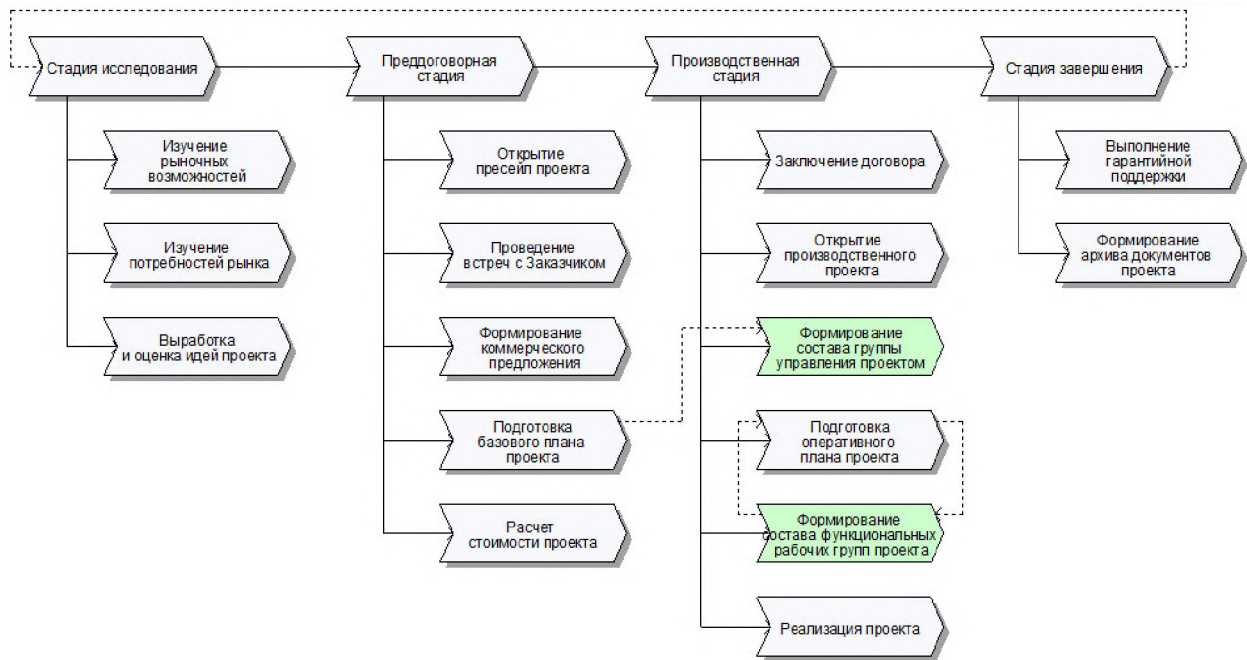 Стадия исследования
Преддоговорная
стадия
Производственная
стадия
Стадия завершения
Изучение
рыночных
возможностей
Изучение
потребностей рынка
Выработка
и оценка идей проекта
Открытие
пресейл проекта
Проведение
встреч с Заказчиком
Формирование
коммерческого
предложения
Подготовка
базового плана
проекта
Расчет
стоимости проекта
Заключение договора
Открытие
производственного
проекта
Формирование
состава группы
управления проектом
Подготовка
оперативного
плана проекта
Формирование
состава функциональных
рабочих групп проекта
Реализация проекта
Выполнение
гарантийной
поддержки
Формирование
архива документов
проекта